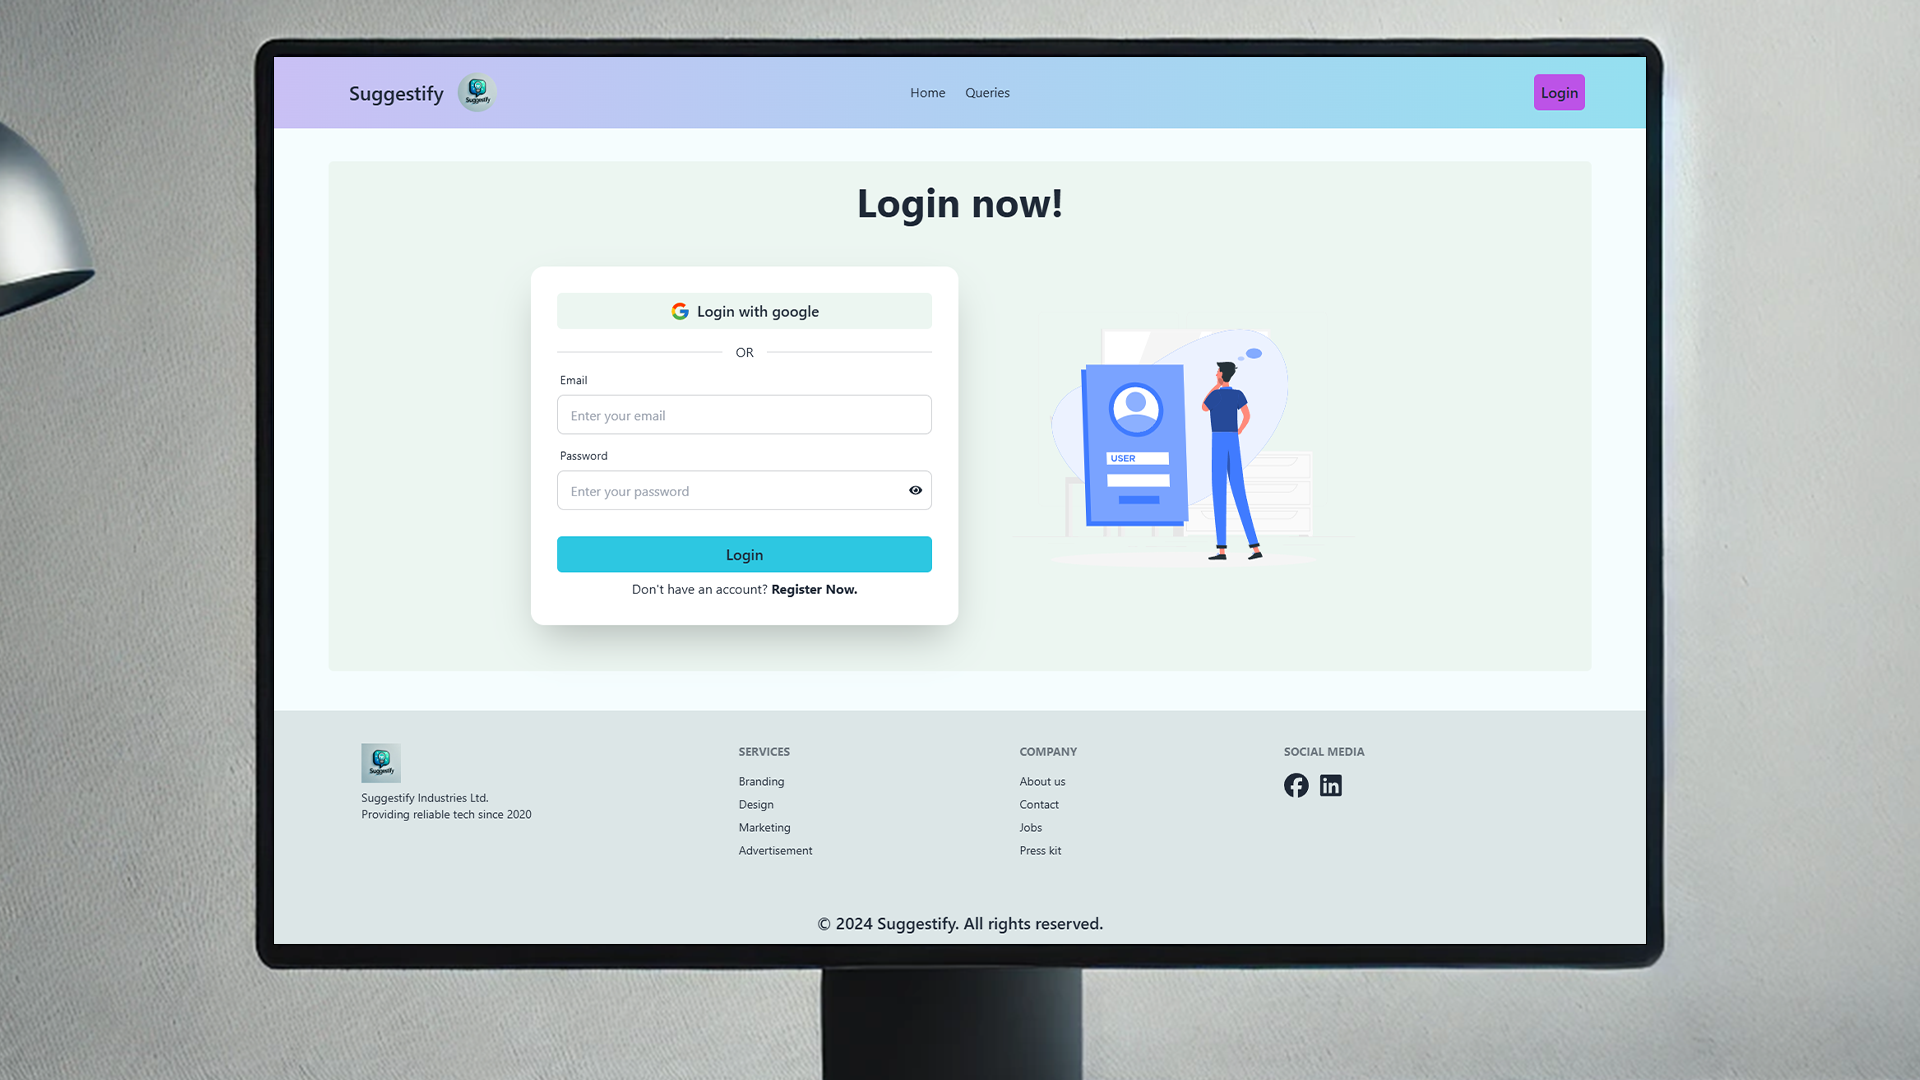 Suggestify
Suggestify
Home
Queries
Login
Login now!
Login with google
OR
Email
Enter your email
Password
Enter your password
Login
Don't have an account? Register Now.
USER
Suggestify
Suggestify Industries Ltd.
Providing reliable tech since 2020
SERVICES
Branding
Design
Marketing
Advertisement
COMPANY
About us
Contact
Jobs
Press kit
SOCIAL MEDIA
© 2024 Suggestify. All rights reserved.